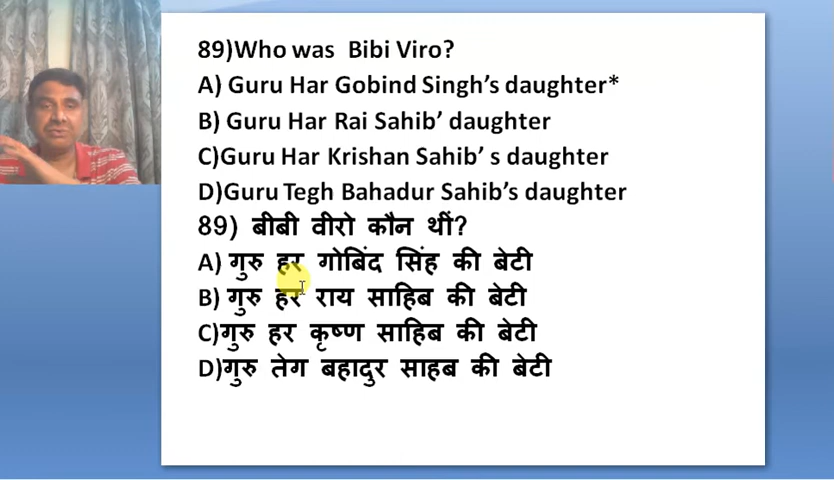 89)Who was Bibi Viro?
A) Guru Har Gobind Singh's daughter*
B) Guru Har Rai Sahib' daughter
C)Guru Har Krishan Sahib' s daughter
D)Guru Tegh Bahadur Sahib's daughter
89) बीबी वीरो कौन थीं?
A) गुरु हर गोबिंद सिंह की बेटी
B) गुरु हर राय साहिब की बेटी
C)गुरु हर कृष्ण साहिब की बेटी
D)गुरु तेग बहादुर साहब की बेटी